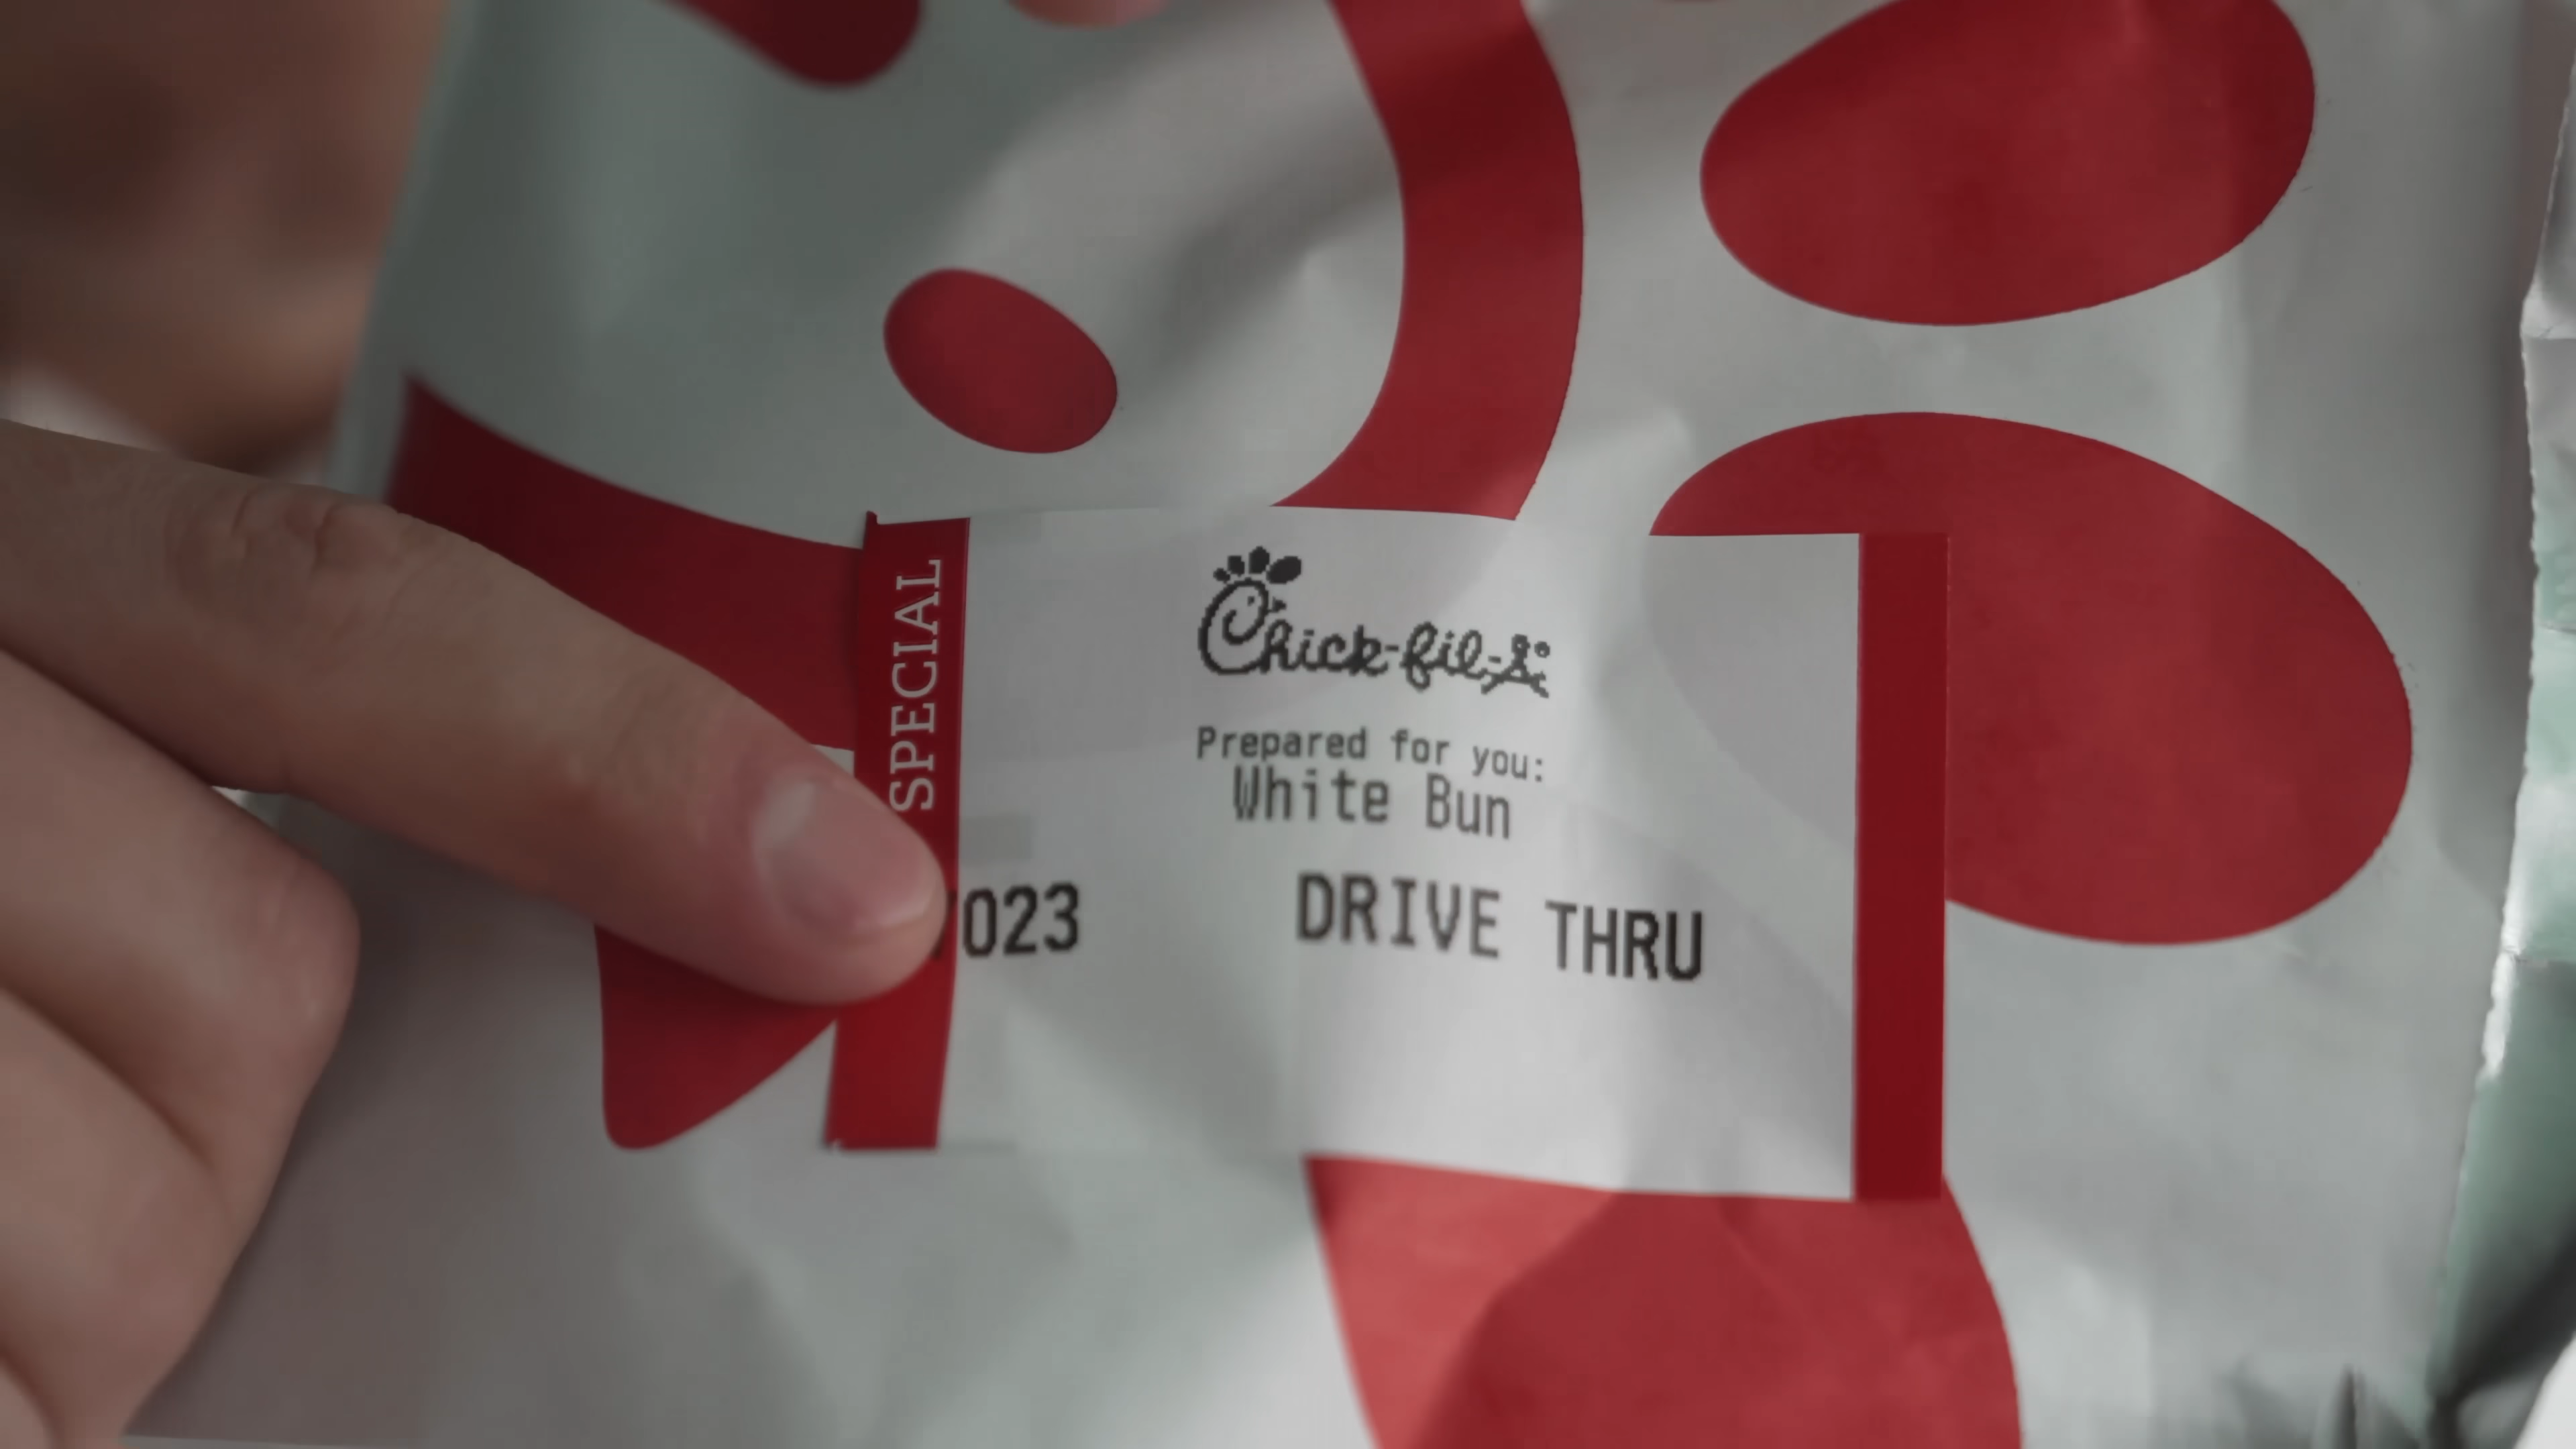 SPECIAL
Chick-fil-A
Prepared for you:
White Bun
023 DRIVE THRU